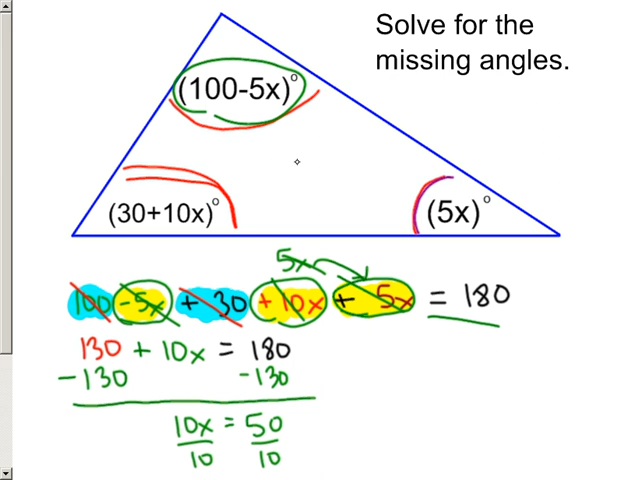 Solve for the
missing angles.
(100-5x)°
(30+10x)°
(5x)°
5x
100 - 5x + 30 + 10x + 5x = 180
130 + 10x = 180
-130 -130
10x = 50
10 10